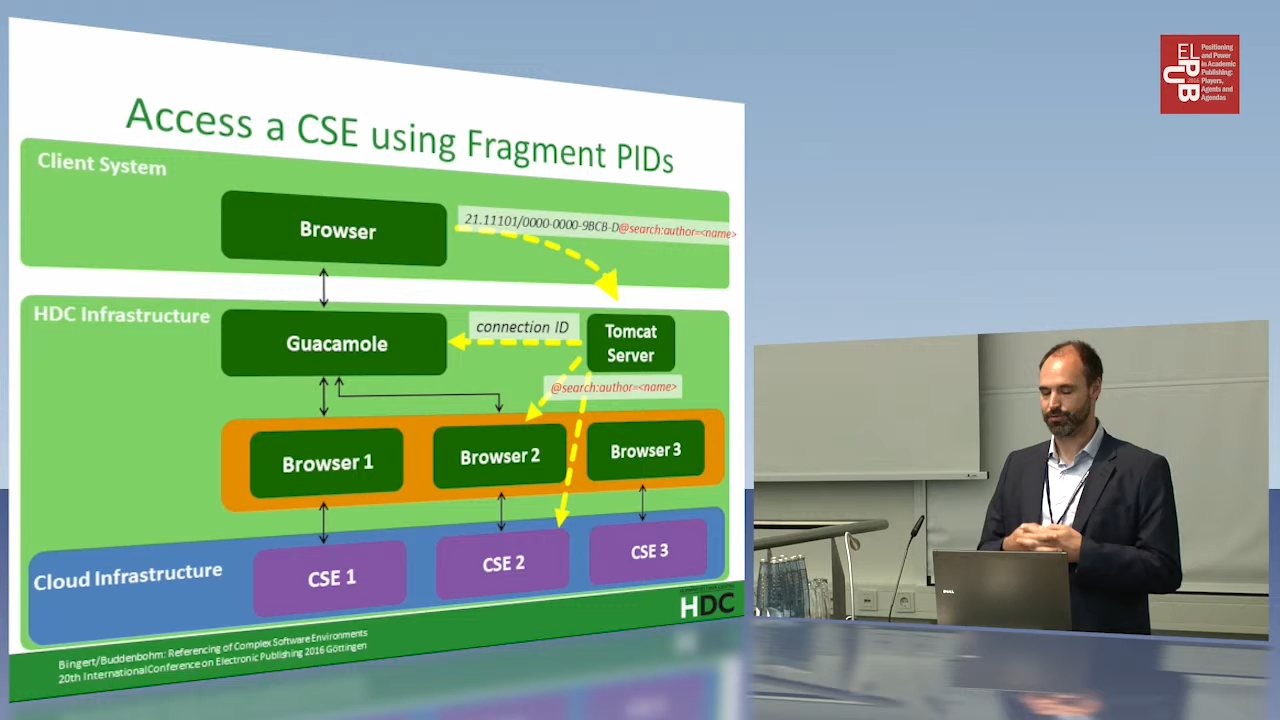 Access a CSE using Fragment PIDs
Client System
Browser
21.11101/0000-0000-9BCB-D@search:author=<name>
HDC Infrastructure
Guacamole
connection ID
Tomcat
Server
@search:author=<name>
Browser 1
Browser 2
Browser 3
Cloud Infrastructure
CSE 1
CSE 2
CSE 3
HDC
Bingert/Buddenbohm: Referencing of Complex Software Environments
20th International Conference on Electronic Publishing 2016 Göttingen
ELPUB
2016
Positioning
and Power
in Academic
Publishing:
Players,
Agents and
Agendas
DELL